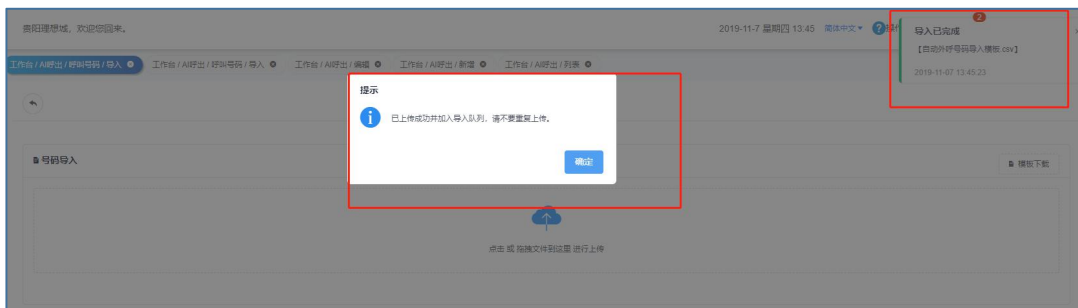 贵阳理想城，欢迎您回来。
2019-11-7 星期四 13:45 简体中文
2
导入已完成
【自动外呼号码导入模板.csv】
2019-11-07 13:45:23
工作台 / AI呼出 / 呼叫号码 / 导入
工作台 / AI呼出 / 呼叫号码 / 导入
工作台 / AI呼出 / 编辑
工作台 / AI呼出 / 新增
工作台 / AI呼出 / 列表
提示
已上传成功并加入导入队列，请不要重复上传。
确定
号码导入
模板下载
点击 或 拖拽文件到这里 进行上传